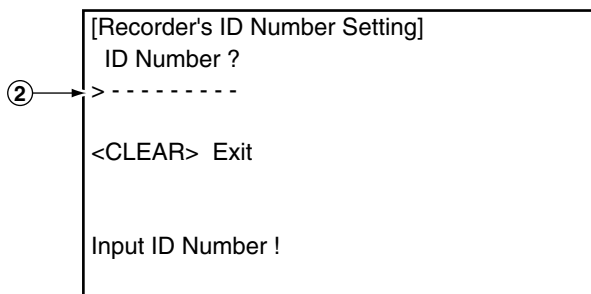 [Recorder's ID Number Setting]
ID Number ?
② > - - - - - - - - -
<CLEAR> Exit
Input ID Number !